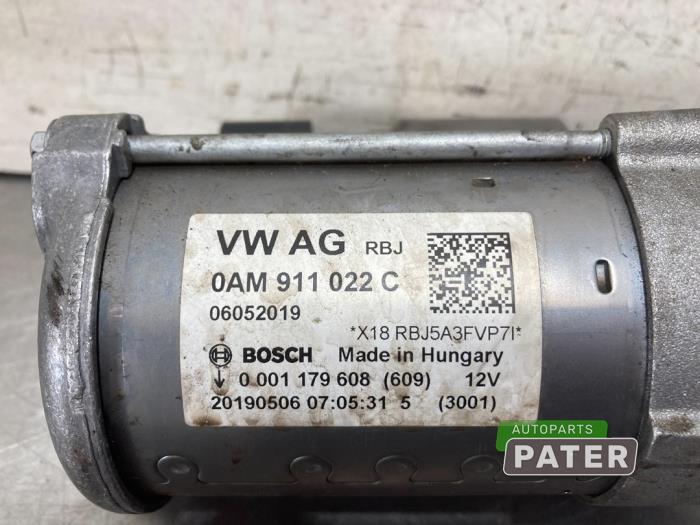 VW AG RBJ
0AM 911 022 C
06052019
*X18 RBJ5A3FVP7I*
BOSCH Made in Hungary
0 001 179 608 (609) 12V
20190506 07:05:31 5 (3001)
AUTOPARTS
PATER